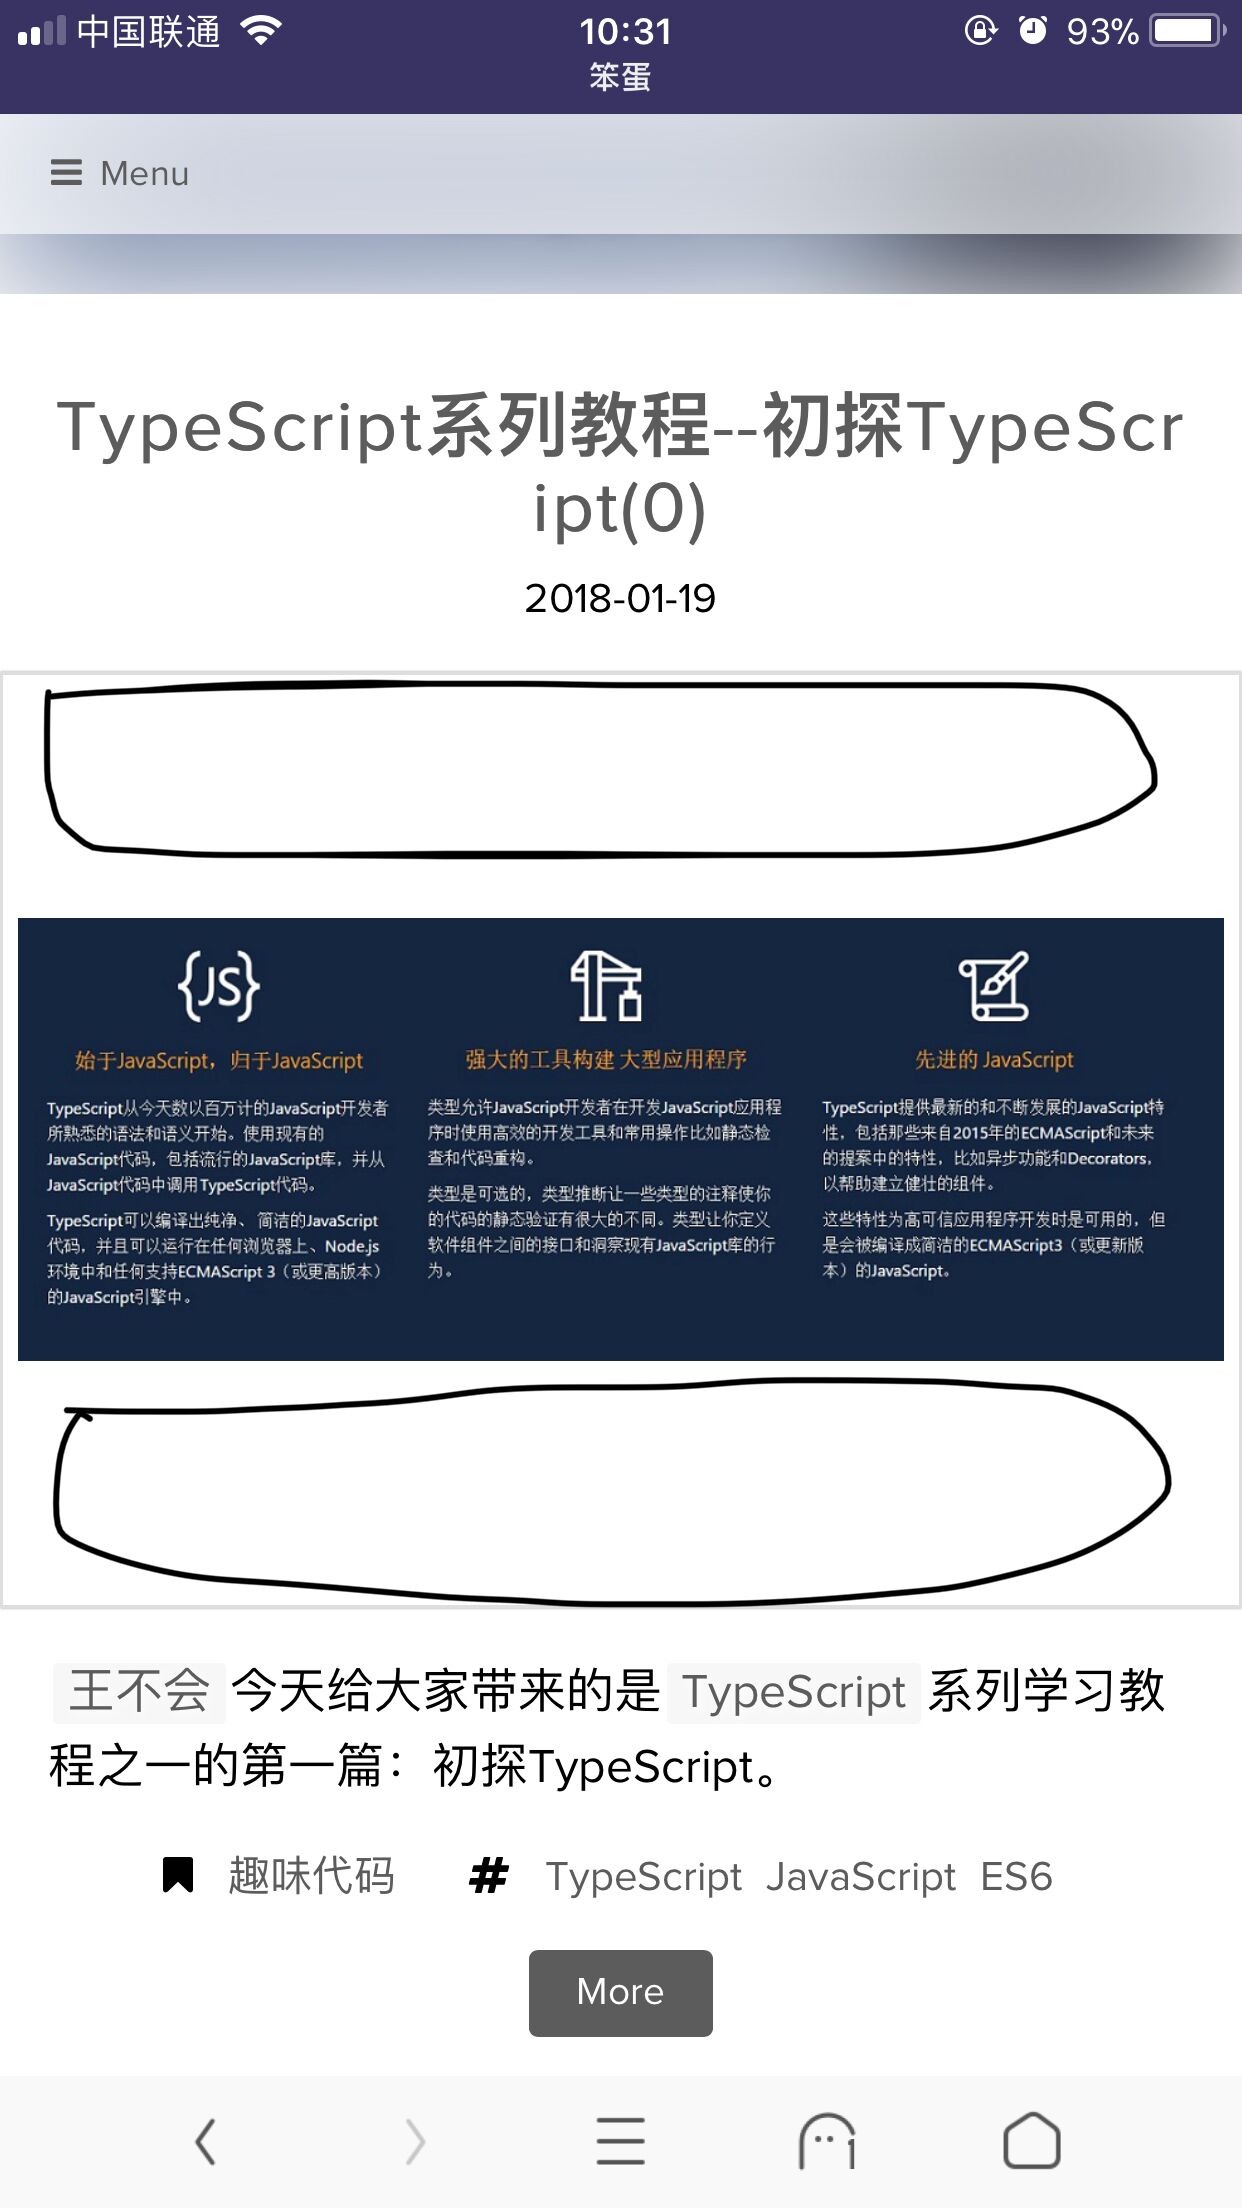 中国联通
10:31
93%
笨蛋
Menu
TypeScript系列教程--初探TypeScr
ipt(0)
2018-01-19
{JS}
始于JavaScript，归于JavaScript
TypeScript从今天数以百万计的JavaScript开发者
所熟悉的语法和语义开始。使用现有的
JavaScript代码，包括流行的JavaScript库，并从
JavaScript代码中调用TypeScript代码。
TypeScript可以编译出纯净、 简洁的JavaScript
代码，并且可以运行在任何浏览器上、Node.js
环境中和任何支持ECMAScript 3（或更高版本）
的JavaScript引擎中。
强大的工具构建 大型应用程序
类型允许JavaScript开发者在开发JavaScript应用程
序时使用高效的开发工具和常用操作比如静态检
查和代码重构。
类型是可选的，类型推断让一些类型的注释使你
的代码的静态验证有很大的不同。类型让你定义
软件组件之间的接口和洞察现有JavaScript库的行
为。
先进的 JavaScript
TypeScript提供最新的和不断发展的JavaScript特
性，包括那些来自2015年的ECMAScript和未来
的提案中的特性，比如异步功能和Decorators，
以帮助建立健壮的组件。
这些特性为高可信应用程序开发时是可用的，但
是会被编译成简洁的ECMAScript3（或更新版
本）的JavaScript。
王不会 今天给大家带来的是 TypeScript 系列学习教
程之一的第一篇：初探TypeScript。
趣味代码 # TypeScript JavaScript ES6
More